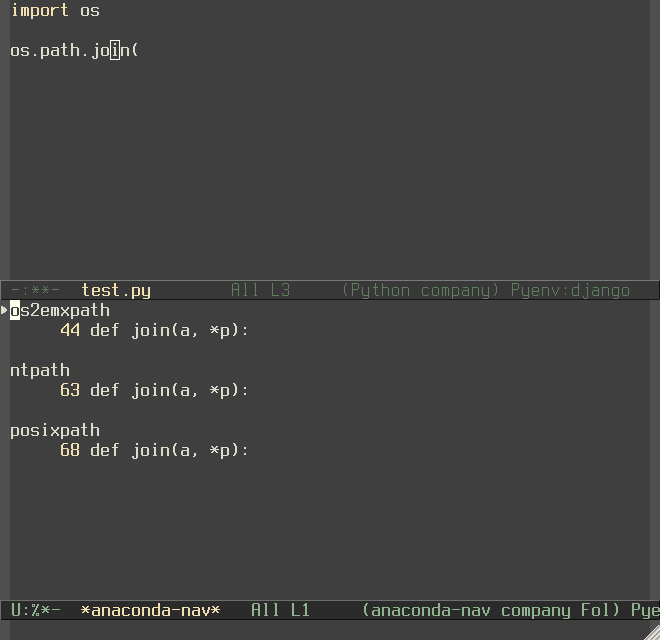 import os
os.path.join(
-:**-  test.py        All L3     (Python company) Pyenv:django
os2emxpath
     44 def join(a, *p):
ntpath
     63 def join(a, *p):
posixpath
     68 def join(a, *p):
U:%*-  *anaconda-nav*   All L1     (anaconda-nav company Fol) Pye